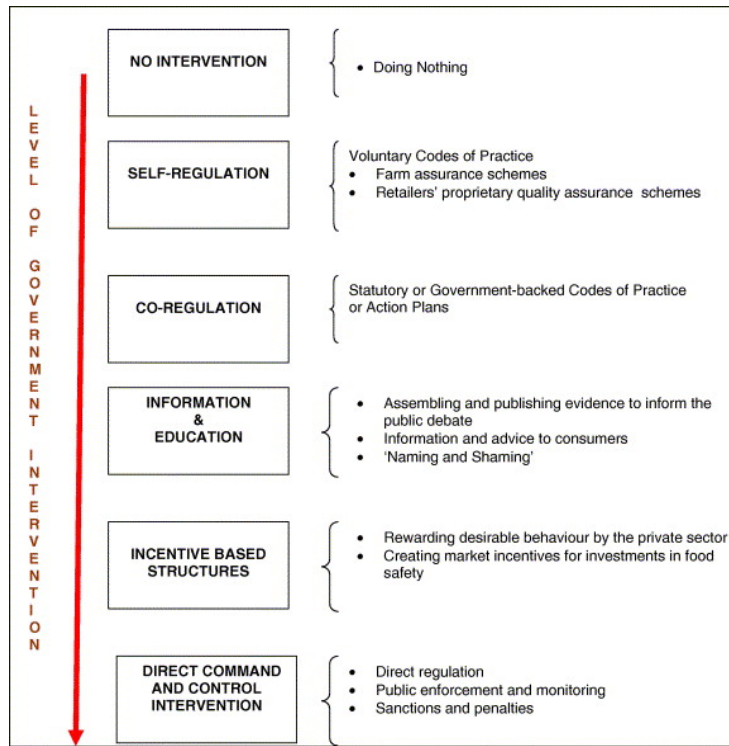 LEVEL OF GOVERNMENT INTERVENTION
NO INTERVENTION
• Doing Nothing
SELF-REGULATION
Voluntary Codes of Practice
• Farm assurance schemes
• Retailers' proprietary quality assurance schemes
CO-REGULATION
Statutory or Government-backed Codes of Practice
or Action Plans
INFORMATION
&
EDUCATION
• Assembling and publishing evidence to inform the
public debate
• Information and advice to consumers
• 'Naming and Shaming'
INCENTIVE BASED
STRUCTURES
• Rewarding desirable behaviour by the private sector
• Creating market incentives for investments in food
safety
DIRECT COMMAND
AND CONTROL
INTERVENTION
• Direct regulation
• Public enforcement and monitoring
• Sanctions and penalties